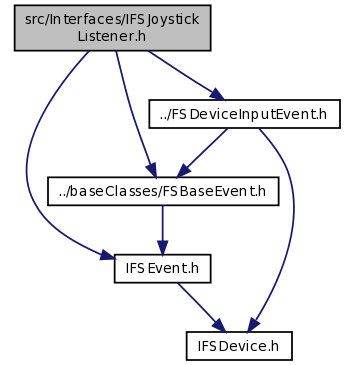 src/Interfaces/IFSJoystick
Listener.h
../FSDeviceInputEvent.h
../baseClasses/FSBaseEvent.h
IFSEvent.h
IFSDevice.h